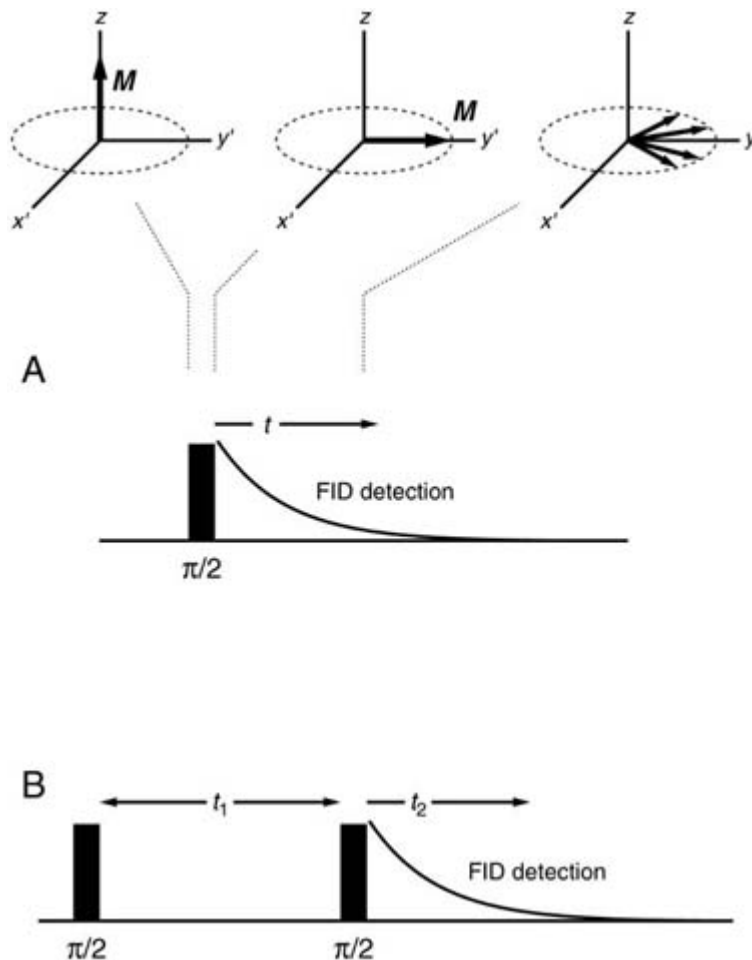 z
M
y'
x'
z
M
y'
x'
z
y
x'
A
t
FID detection
π/2
B
t₁
t₂
FID detection
π/2
π/2